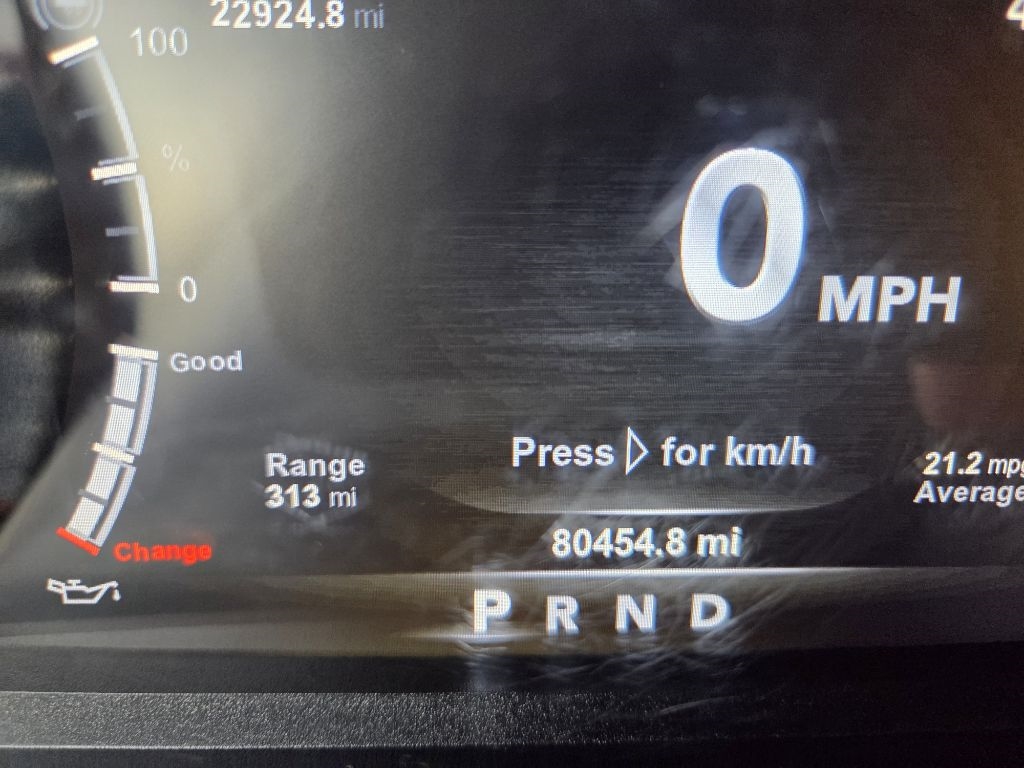 22924.8 mi
100
%
0
Good
Change
0 MPH
Range
313 mi
Press ▷ for km/h
21.2 mpg
Average
80454.8 mi
P R N D
4